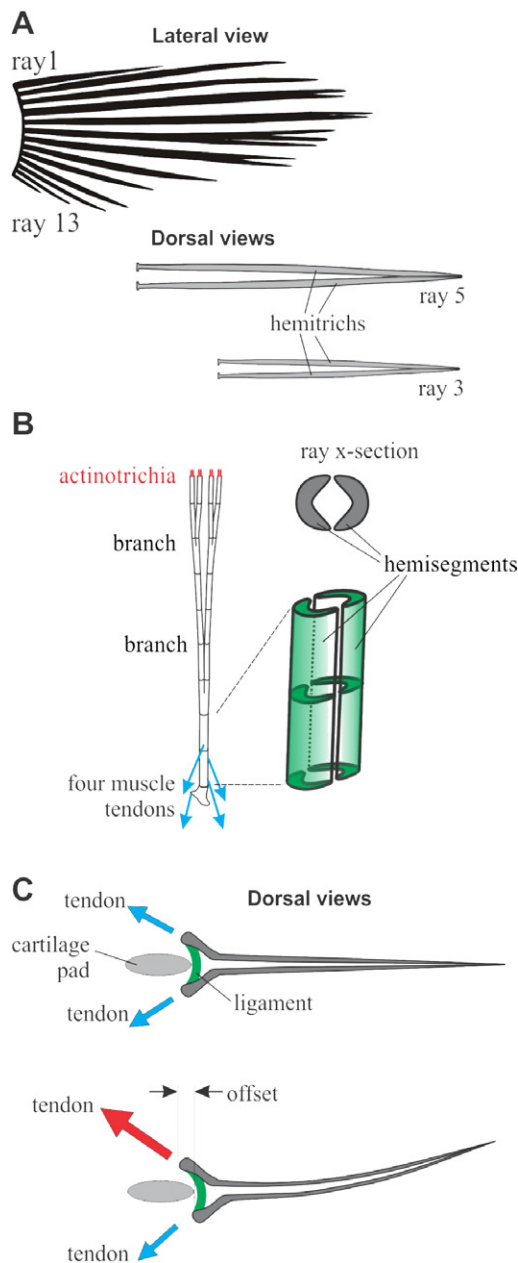 A
Lateral view
ray1
ray 13
Dorsal views
ray 5
hemitrichs
ray 3
B
ray x-section
actinotrichia
branch
hemisegments
branch
four muscle
tendons
C
Dorsal views
tendon
cartilage
pad
tendon
ligament
offset
tendon
tendon